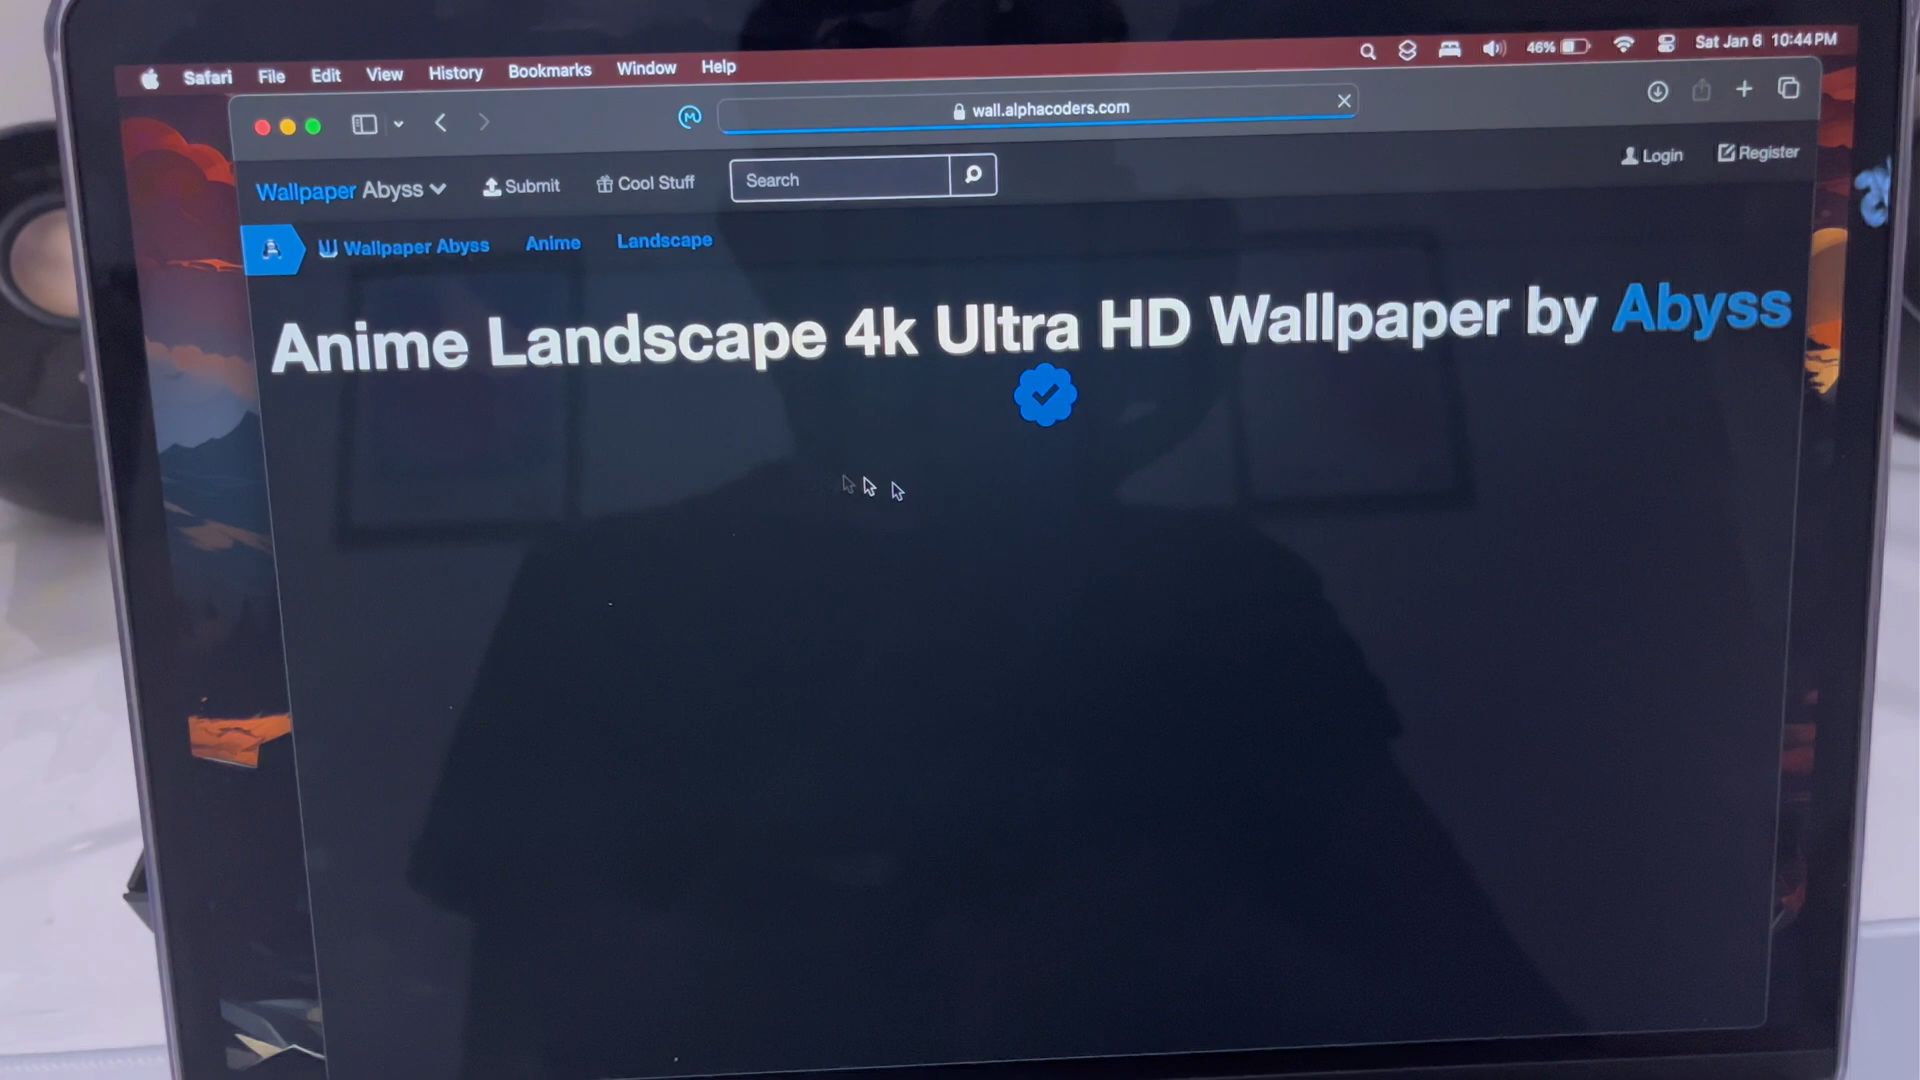 Safari File Edit View History Bookmarks Window Help 46% Sat Jan 6 10:44 PM
wall.alphacoders.com
Wallpaper Abyss Submit Cool Stuff Search Login Register
Wallpaper Abyss Anime Landscape
Anime Landscape 4k Ultra HD Wallpaper by Abyss